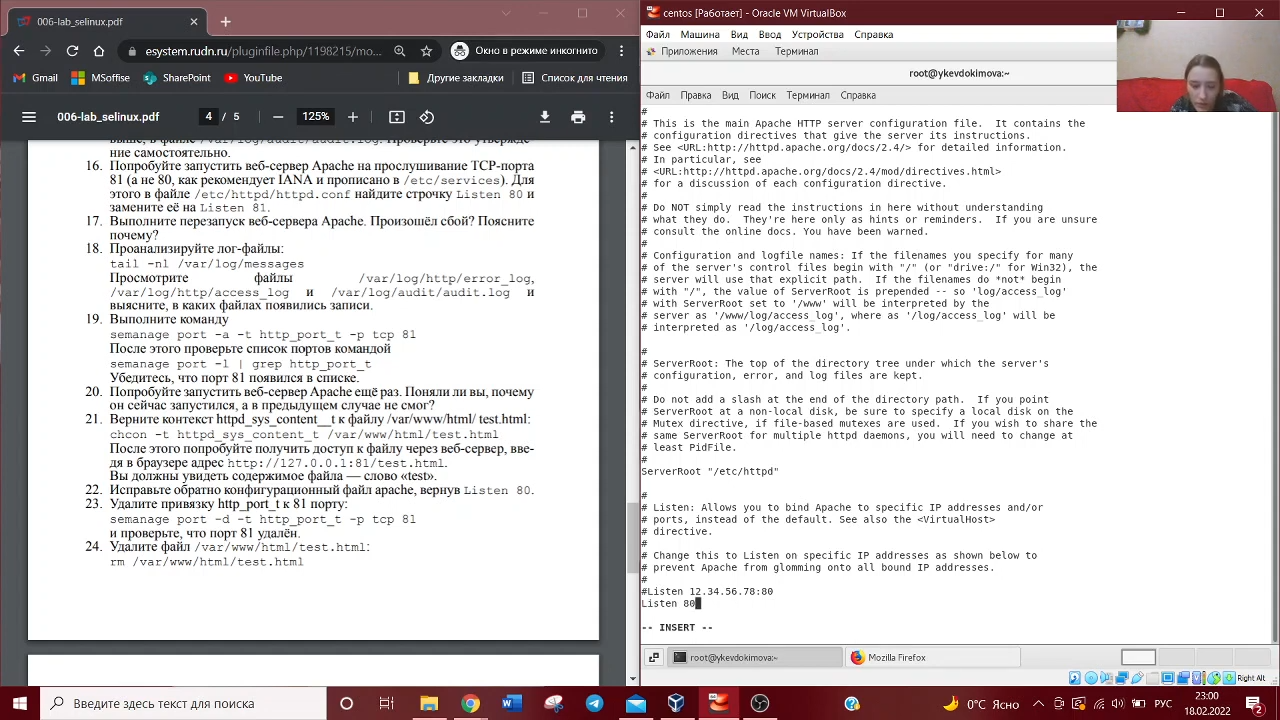 006-lab_selinux.pdf
esystem.rudn.ru/pluginfile.php/1198215/mo...
Окно в режиме инкогнито
Gmail
MSoffise
SharePoint
YouTube
Другие закладки
Список для чтения
006-lab_selinux.pdf
4 / 5
125%
ние самостоятельно.
16. Попробуйте запустить веб-сервер Apache на прослушивание TCP-порта
81 (а не 80, как рекомендует IANA и прописано в /etc/services). Для
этого в файле /etc/httpd/httpd.conf найдите строчку Listen 80 и
замените её на Listen 81.
17. Выполните перезапуск веб-сервера Apache. Произошёл сбой? Поясните
почему?
18. Проанализируйте лог-файлы:
tail -nl /var/log/messages
Просмотрите файлы /var/log/http/error_log,
/var/log/http/access_log и /var/log/audit/audit.log и
выясните, в каких файлах появились записи.
19. Выполните команду
semanage port -a -t http_port_t -p tcp 81
После этого проверьте список портов командой
semanage port -l | grep http_port_t
Убедитесь, что порт 81 появился в списке.
20. Попробуйте запустить веб-сервер Apache ещё раз. Поняли ли вы, почему
он сейчас запустился, а в предыдущем случае не смог?
21. Верните контекст httpd_sys_content__t к файлу /var/www/html/ test.html:
chcon -t httpd_sys_content_t /var/www/html/test.html
После этого попробуйте получить доступ к файлу через веб-сервер, вве-
дя в браузере адрес http://127.0.0.1:81/test.html.
Вы должны увидеть содержимое файла — слово «test».
22. Исправьте обратно конфигурационный файл apache, вернув Listen 80.
23. Удалите привязку http_port_t к 81 порту:
semanage port -d -t http_port_t -p tcp 81
и проверьте, что порт 81 удалён.
24. Удалите файл /var/www/html/test.html:
rm /var/www/html/test.html
centos [Работает] - Oracle VM VirtualBox
Файл Машина Вид Ввод Устройства Справка
Приложения Места Терминал
root@ykevdokimova:~
Файл Правка Вид Поиск Терминал Справка
#
# This is the main Apache HTTP server configuration file.  It contains the
# configuration directives that give the server its instructions.
# See <URL:http://httpd.apache.org/docs/2.4/> for detailed information.
# In particular, see
# <URL:http://httpd.apache.org/docs/2.4/mod/directives.html>
# for a discussion of each configuration directive.
#
# Do NOT simply read the instructions in here without understanding
# what they do.  They're here only as hints or reminders.  If you are unsure
# consult the online docs. You have been warned.
#
# Configuration and logfile names: If the filenames you specify for many
# of the server's control files begin with "/" (or "drive:/" for Win32), the
# server will use that explicit path.  If the filenames do *not* begin
# with "/", the value of ServerRoot is prepended -- so 'log/access_log'
# with ServerRoot set to '/www' will be interpreted by the
# server as '/www/log/access_log', where as '/log/access_log' will be
# interpreted as '/log/access_log'.
#
# ServerRoot: The top of the directory tree under which the server's
# configuration, error, and log files are kept.
#
# Do not add a slash at the end of the directory path.  If you point
# ServerRoot at a non-local disk, be sure to specify a local disk on the
# Mutex directive, if file-based mutexes are used.  If you wish to share the
# same ServerRoot for multiple httpd daemons, you will need to change at
# least PidFile.
#
ServerRoot "/etc/httpd"
#
# Listen: Allows you to bind Apache to specific IP addresses and/or
# ports, instead of the default. See also the <VirtualHost>
# directive.
#
# Change this to Listen on specific IP addresses as shown below to
# prevent Apache from glomming onto all bound IP addresses.
#
#Listen 12.34.56.78:80
Listen 80
-- INSERT --
root@ykevdokimova:~
Mozilla Firefox
Right Alt
Введите здесь текст для поиска
0°C Ясно
РУС
23:00
18.02.2022
2